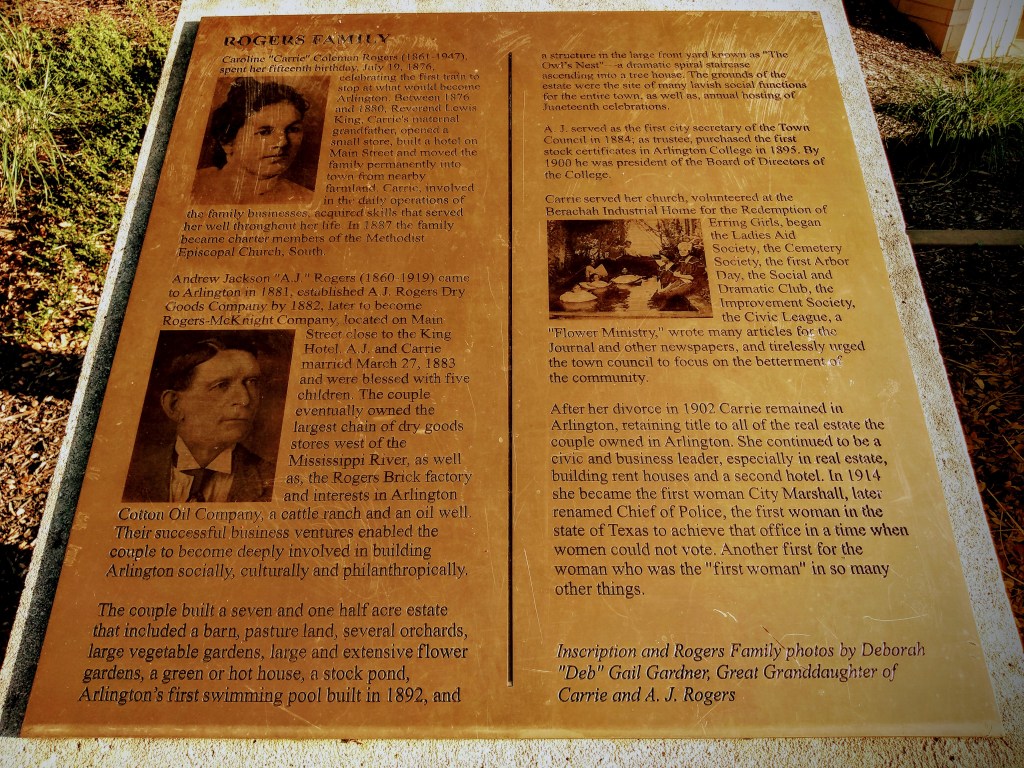 ROGERS FAMILY
Caroline "Carrie" Coleman Rogers (1861-1947),
spent her fifteenth birthday, July 19, 1876,
celebrating the first train to
stop at what would become
Arlington. Between 1876
and 1880, Reverend Lewis
King, Carrie's maternal
grandfather, opened a
small store, built a hotel on
Main Street and moved the
family permanently into
town from nearby
farmland. Carrie, involved
in the daily operations of
the family businesses, acquired skills that served
her well throughout her life. In 1887 the family
became charter members of the Methodist
Episcopal Church, South.
Andrew Jackson "A.J." Rogers (1860-1919) came
to Arlington in 1881, established A J. Rogers Dry
Goods Company by 1882, later to become
Rogers-McKnight Company, located on Main
Street close to the King
Hotel. A.J. and Carrie
married March 27, 1883
and were blessed with five
children. The couple
eventually owned the
largest chain of dry goods
stores west of the
Mississippi River, as well
as, the Rogers Brick factory
and interests in Arlington
Cotton Oil Company, a cattle ranch and an oil well.
Their successful business ventures enabled the
couple to become deeply involved in building
Arlington socially, culturally and philanthropically.
The couple built a seven and one half acre estate
that included a barn, pasture land, several orchards,
large vegetable gardens, large and extensive flower
gardens, a green or hot house, a stock pond,
Arlington's first swimming pool built in 1892, and
a structure in the large front yard known as "The
Owl's Nest" -a dramatic spiral staircase
ascending into a tree house. The grounds of the
estate were the site of many lavish social functions
for the entire town, as well as, annual hosting of
Juneteenth celebrations.
A. J. served as the first city secretary of the Town
Council in 1884; as trustee, purchased the first
stock certificates in Arlington College in 1895. By
1900 he was president of the Board of Directors of
the College.
Carrie served her church, volunteered at the
Berachah Industrial Home for the Redemption of
Erring Girls, began
the Ladies Aid
Society, the Cemetery
Society, the first Arbor
Day, the Social and
Dramatic Club, the
Improvement Society,
the Civic League, a
"Flower Ministry," wrote many articles for the
Journal and other newspapers, and tirelessly urged
the town council to focus on the betterment of
the community.
After her divorce in 1902 Carrie remained in
Arlington, retaining title to all of the real estate the
couple owned in Arlington. She continued to be a
civic and business leader, especially in real estate,
building rent houses and a second hotel. In 1914
she became the first woman City Marshall, later
renamed Chief of Police, the first woman in the
state of Texas to achieve that office in a time when
women could not vote. Another first for the
woman who was the "first woman" in so many
other things.
Inscription and Rogers Family photos by Deborah
"Deb" Gail Gardner, Great Granddaughter of
Carrie and A. J. Rogers